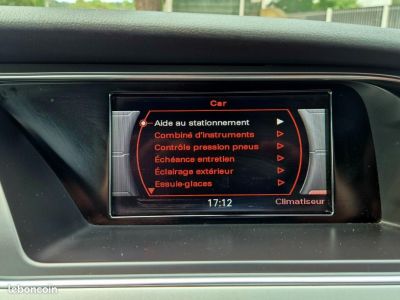 Car
Aide au stationnement
Combiné d'instruments
Contrôle pression pneus
Échéance entretien
Éclairage extérieur
Essuie-glaces
17:12
Climatiseur
leboncoin